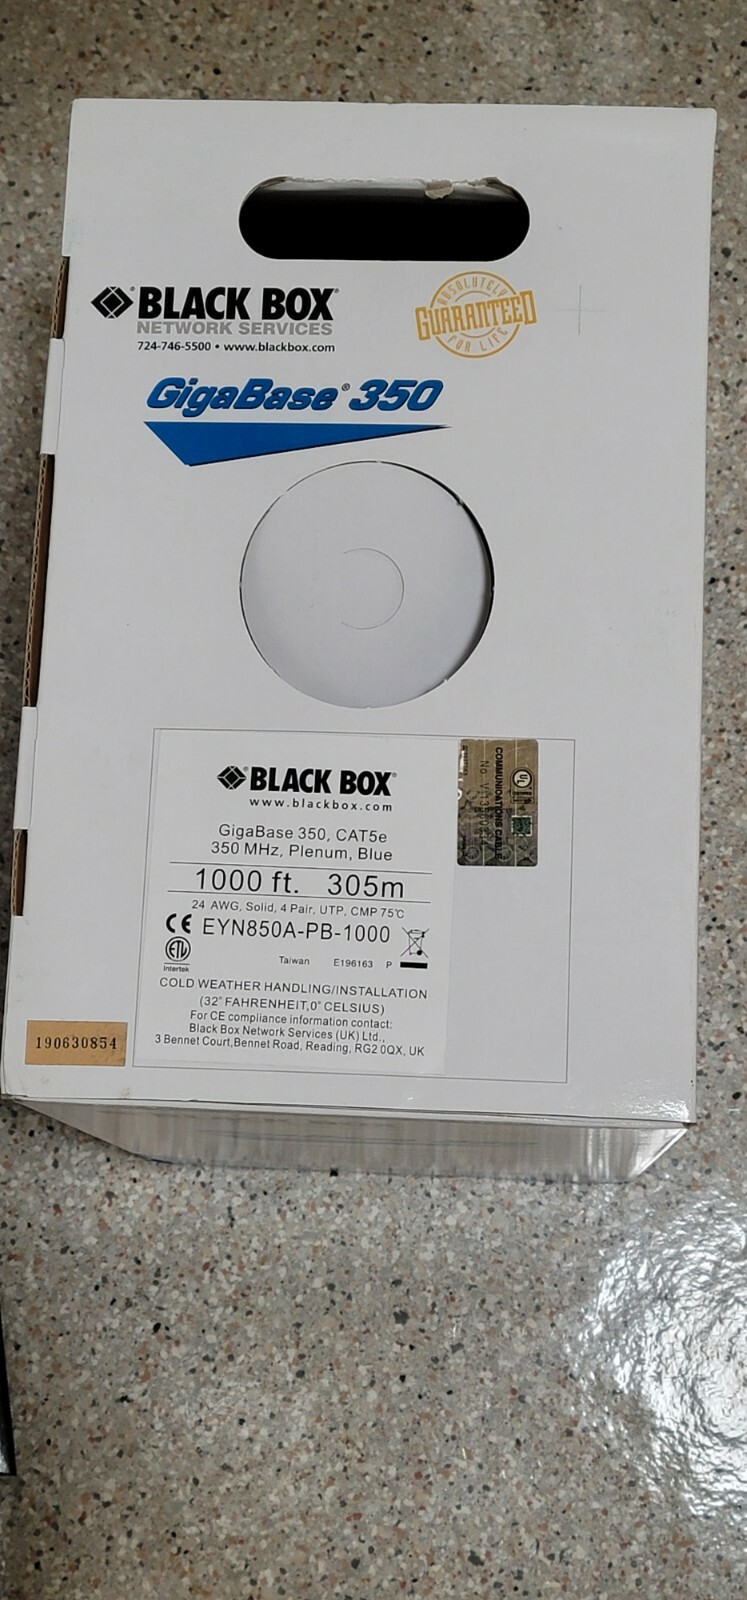 BLACK BOX®
NETWORK SERVICES
724-746-5500 • www.blackbox.com
ABSOLUTELY
GUARANTEED
FOR LIFE
GigaBase® 350
BLACK BOX®
www.blackbox.com
GigaBase 350, CAT5e
350 MHz, Plenum, Blue
1000 ft. 305m
24 AWG, Solid, 4 Pair, UTP, CMP 75℃
CE EYN850A-PB-1000
ETL
Intertek
Taiwan E196163 P
COLD WEATHER HANDLING/INSTALLATION
(32° FAHRENHEIT,0° CELSIUS)
For CE compliance information contact:
Black Box Network Services (UK) Ltd.,
3 Bennet Court,Bennet Road, Reading, RG2 0QX, UK
UL
COMMUNICATIONS CABLE
No.
190630854